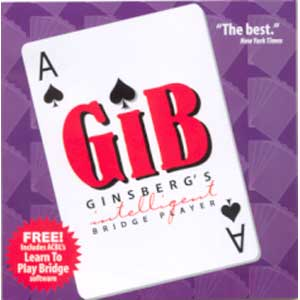 "The best."
New York Times
A
GiB
GINSBERG'S
intelligent
BRIDGE PLAYER
FREE!
Includes ACBL's
Learn To
Play Bridge
software
A